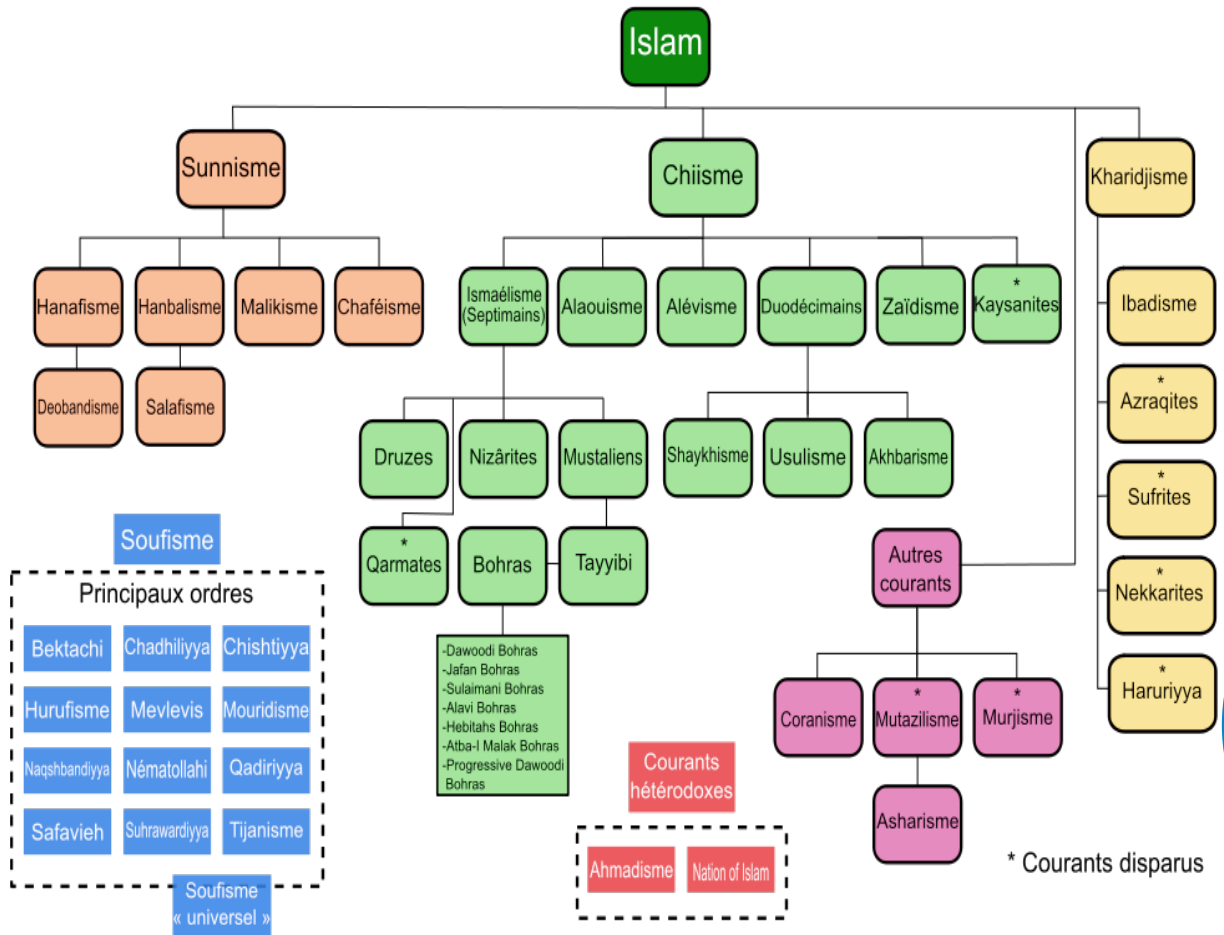 Islam
Sunnisme
Chiisme
Kharidjisme
Hanafisme
Hanbalisme
Malikisme
Chaféisme
Deobandisme
Salafisme
Ismaélisme
(Septimains)
Alaouisme
Alévisme
Duodécimains
Zaïdisme
*
Kaysanites
Druzes
Nizârites
Mustaliens
Shaykhisme
Usulisme
Akhbarisme
*
Qarmates
Bohras
Tayyibi
-Dawoodi Bohras
-Jafan Bohras
-Sulaimani Bohras
-Alavi Bohras
-Hebitahs Bohras
-Atba-I Malak Bohras
-Progressive Dawoodi
Bohras
Ibadisme
*
Azraqites
*
Sufrites
*
Nekkarites
*
Haruriyya
Autres
courants
Coranisme
*
Mutazilisme
*
Murjisme
Asharisme
Soufisme
Principaux ordres
Bektachi
Chadhiliyya
Chishtiyya
Hurufisme
Mevlevis
Mouridisme
Naqshbandiyya
Nématollahi
Qadiriyya
Safavieh
Suhrawardiyya
Tijanisme
Soufisme
« universel »
Courants
hétérodoxes
Ahmadisme
Nation of Islam
* Courants disparus